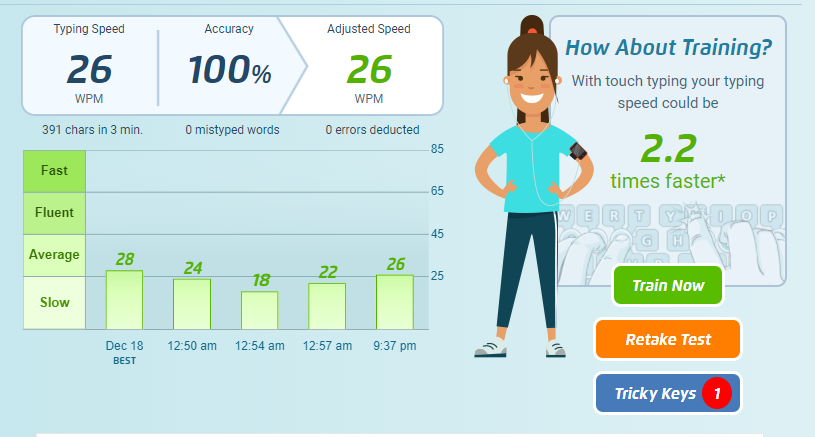 Typing Speed
26
WPM
Accuracy
100%
Adjusted Speed
26
WPM
391 chars in 3 min.
0 mistyped words
0 errors deducted
Fast
Fluent
Average
Slow
85
65
45
25
28
24
18
22
26
Dec 18
BEST
12:50 am
12:54 am
12:57 am
9:37 pm
How About Training?
With touch typing your typing
speed could be
2.2
times faster*
W E R T Y I O P
G H
Train Now
Retake Test
Tricky Keys 1